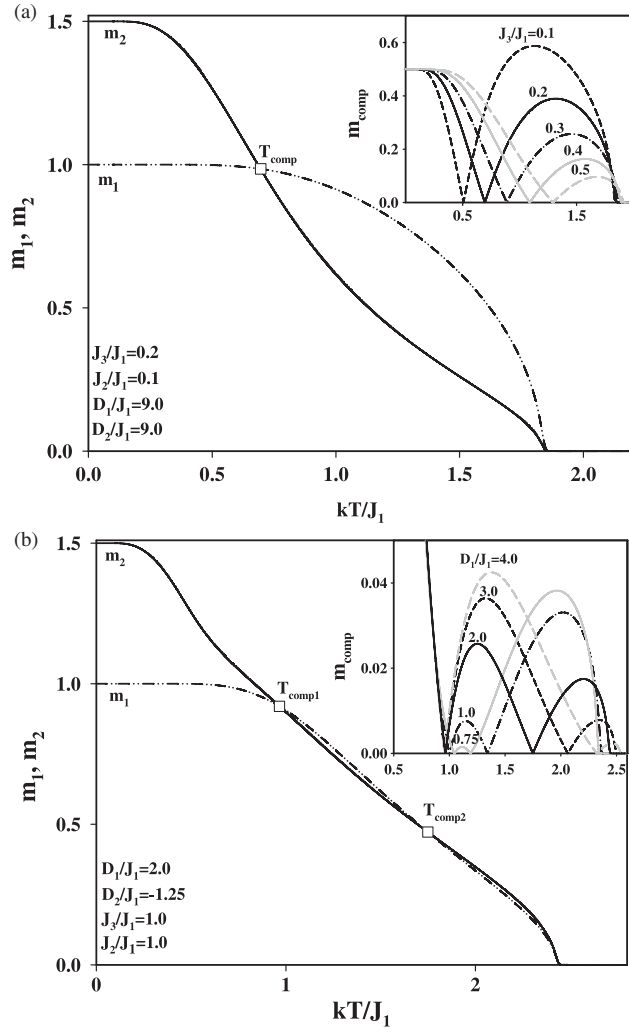 (a)
1.5
m2
1.0
m1
0.5
0.0
m1, m2
Tcomp
J3/J1=0.2
J2/J1=0.1
D1/J1=9.0
D2/J1=9.0
0.0 0.5 1.0 1.5 2.0
kT/J1
0.6
0.4
0.2
0.0
mcomp
J3/J1=0.1
0.2
0.3
0.4
0.5
0.5 1.5
(b)
1.5
m2
1.0
m1
0.5
0.0
m1, m2
Tcomp1
Tcomp2
D1/J1=2.0
D2/J1=-1.25
J3/J1=1.0
J2/J1=1.0
0 1 2
kT/J1
0.04
0.02
0.00
mcomp
D1/J1=4.0
3.0
2.0
1.0
0.75
0.5 1.0 1.5 2.0 2.5